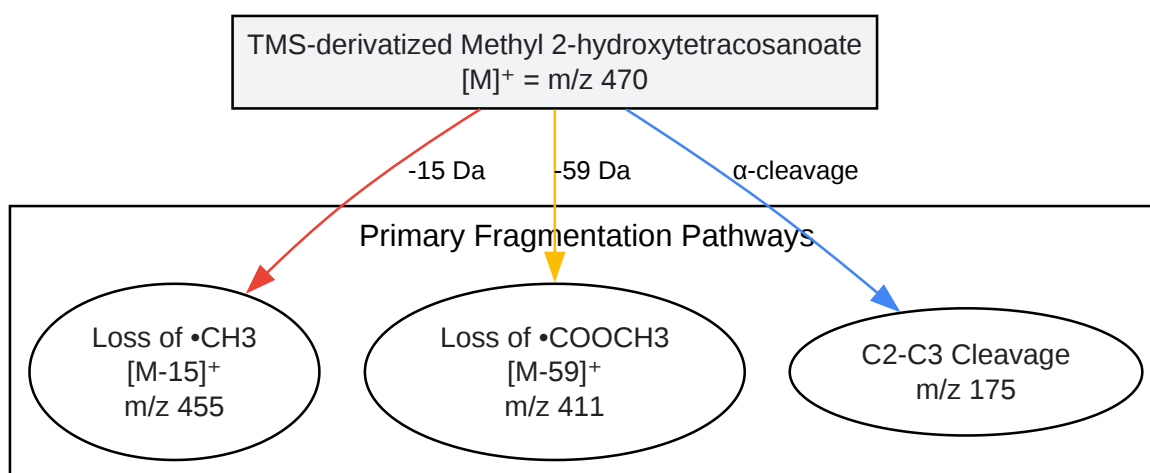 TMS-derivatized Methyl 2-hydroxytetracosanoate
[M]⁺ = m/z 470
-15 Da
-59 Da
α-cleavage
Primary Fragmentation Pathways
Loss of •CH3
[M-15]⁺
m/z 455
Loss of •COOCH3
[M-59]⁺
m/z 411
C2-C3 Cleavage
m/z 175